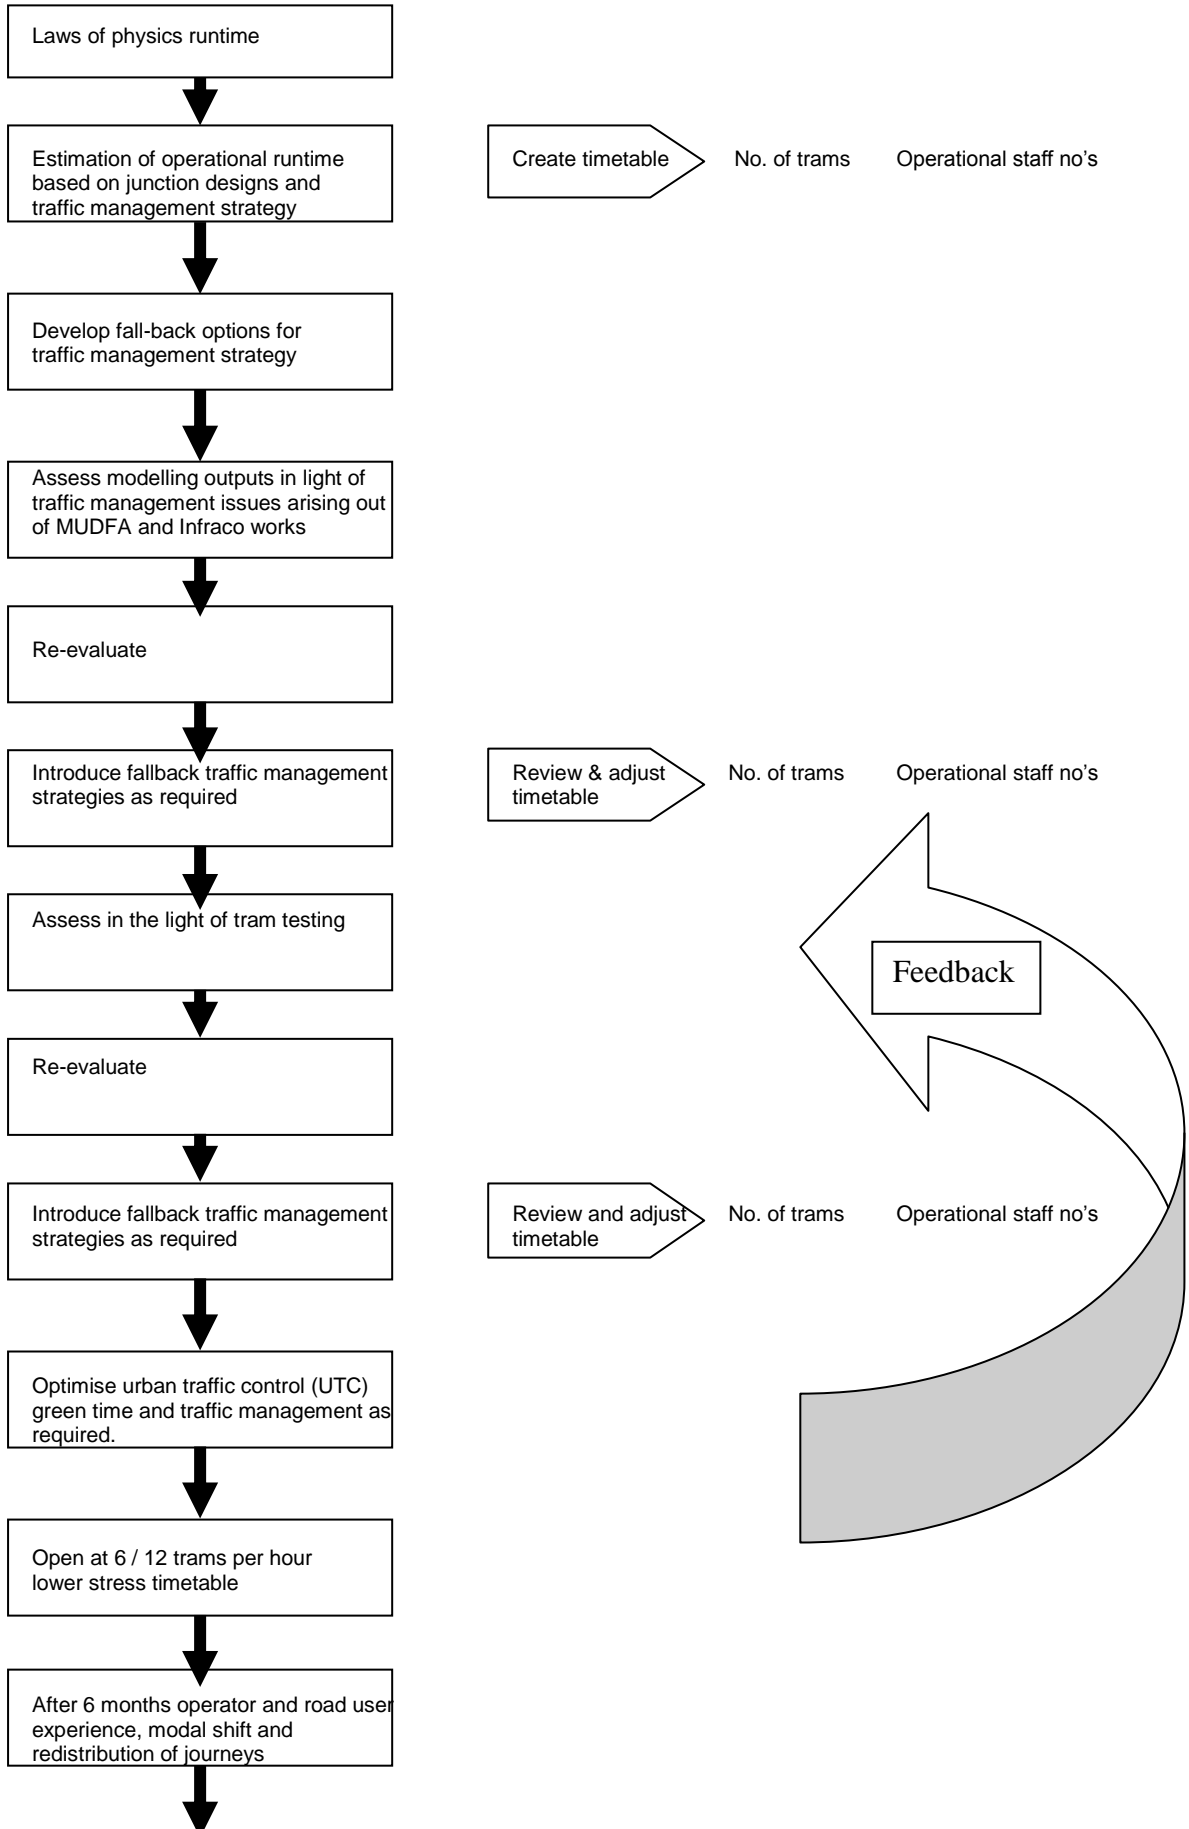 Laws of physics runtime
Estimation of operational runtime
based on junction designs and
traffic management strategy
Create timetable
No. of trams
Operational staff no's
Develop fall-back options for
traffic management strategy
Assess modelling outputs in light of
traffic management issues arising out
of MUDFA and Infraco works
Re-evaluate
Introduce fallback traffic management
strategies as required
Review & adjust
timetable
No. of trams
Operational staff no's
Assess in the light of tram testing
Feedback
Re-evaluate
Introduce fallback traffic management
strategies as required
Review and adjust
timetable
No. of trams
Operational staff no's
Optimise urban traffic control (UTC)
green time and traffic management as
required.
Open at 6 / 12 trams per hour
lower stress timetable
After 6 months operator and road user
experience, modal shift and
redistribution of journeys